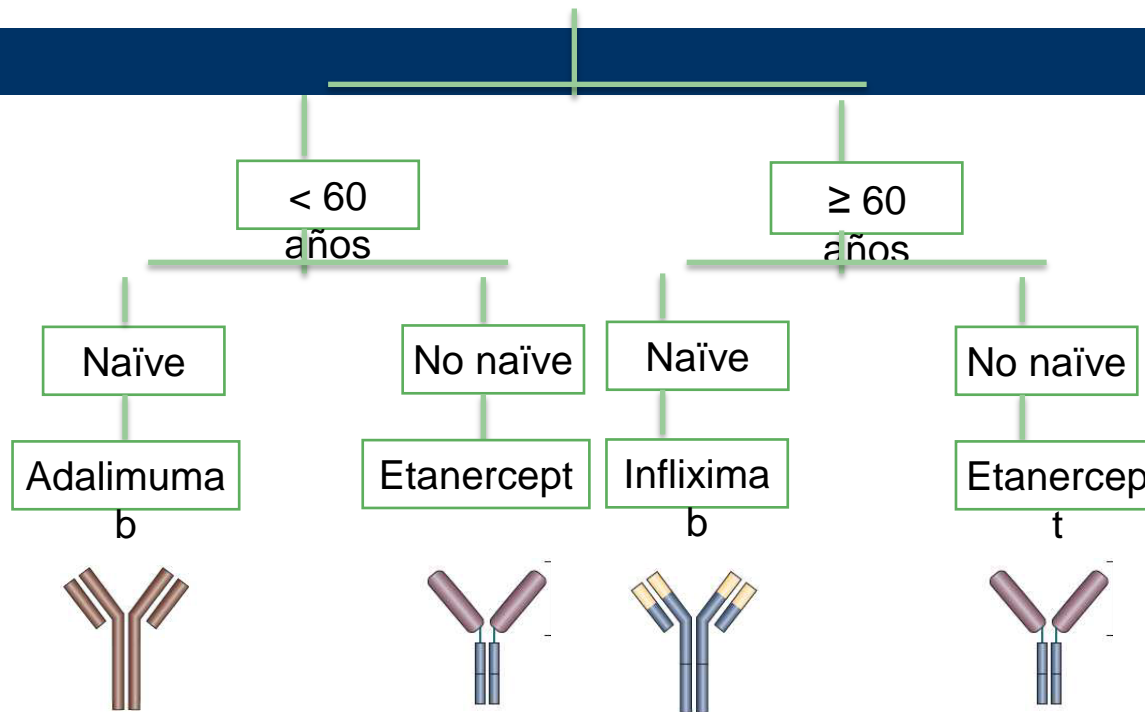 < 60
años
≥ 60
años
Naïve
No naïve
Naïve
No naïve
Adalimuma
b
Etanercept
Inflixima
b
Etanercep
t